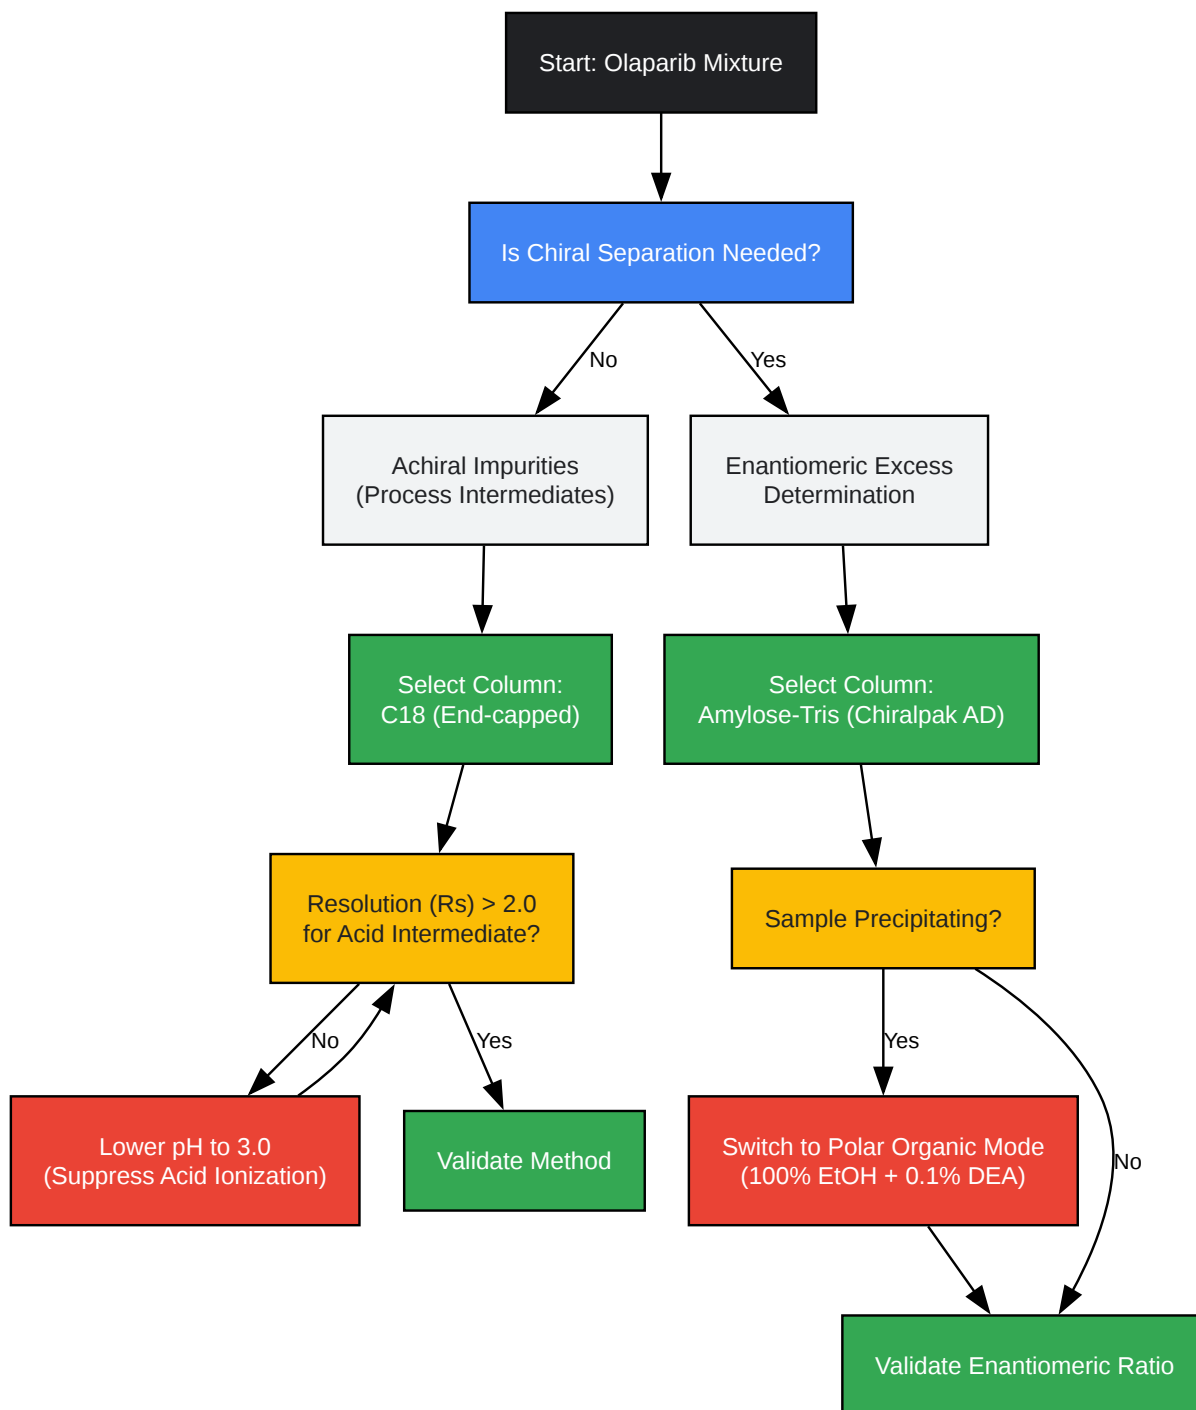 Start: Olaparib Mixture
Is Chiral Separation Needed?
No
Yes
Achiral Impurities
(Process Intermediates)
Enantiomeric Excess
Determination
Select Column:
C18 (End-capped)
Select Column:
Amylose-Tris (Chiralpak AD)
Resolution (Rs) > 2.0
for Acid Intermediate?
Sample Precipitating?
No
Yes
Yes
Lower pH to 3.0
(Suppress Acid Ionization)
Validate Method
Switch to Polar Organic Mode
(100% EtOH + 0.1% DEA)
No
Validate Enantiomeric Ratio